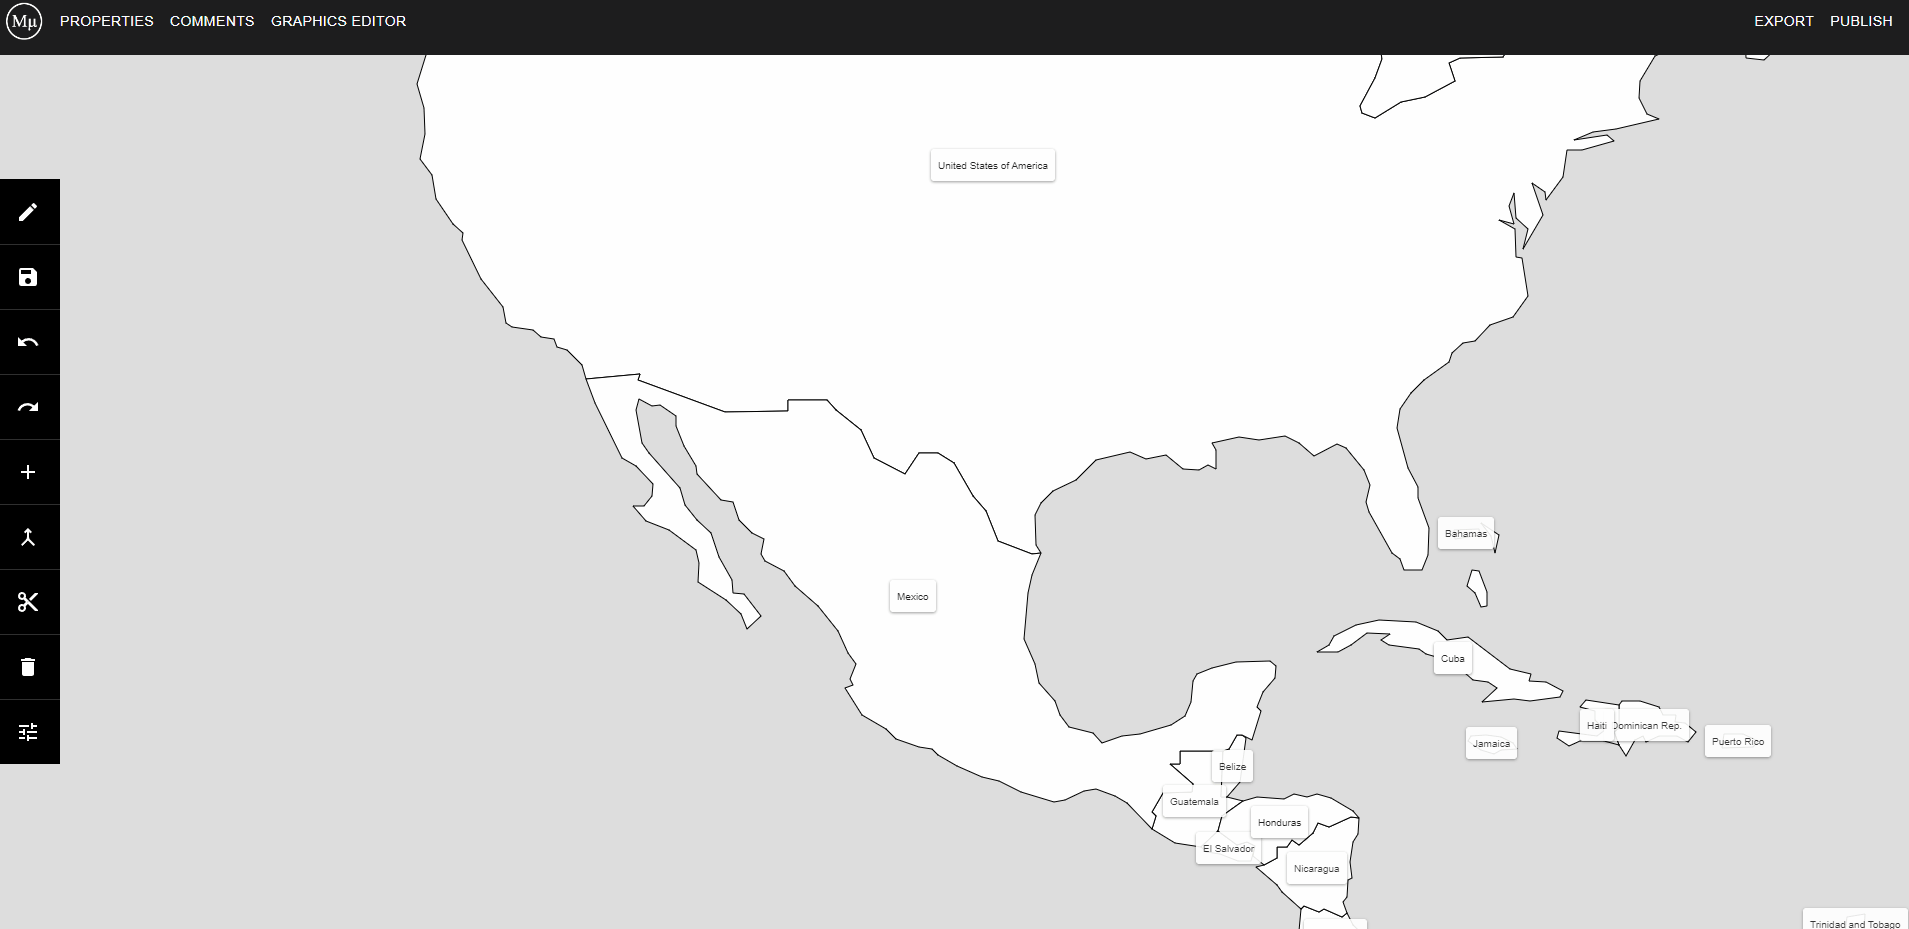 Mμ PROPERTIES COMMENTS GRAPHICS EDITOR EXPORT PUBLISH
United States of America
Bahamas
Mexico
Cuba
Haiti Dominican Rep.
Jamaica
Puerto Rico
Belize
Guatemala
Honduras
El Salvador
Nicaragua
Trinidad and Tobago